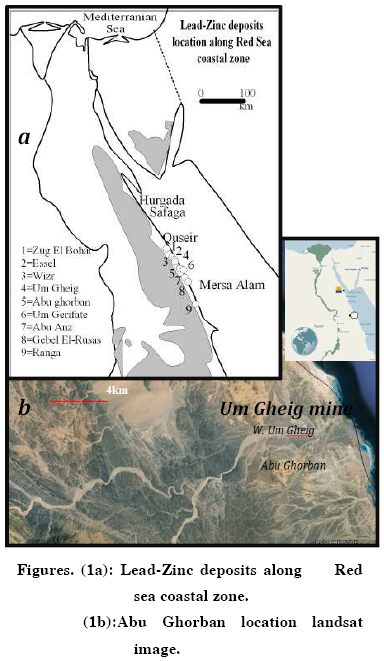 Mediterranean
Sea
Lead-Zinc deposits
location along Red Sea
coastal zone
0 100
km
a
Hurgada
Safaga
Quseir
2
3 4
5 6
7
8
9
Mersa Alam
1=Zug El Bohar
2=Essel
3=Wizr
4=Um Gheig
5=Abu ghorban
6=Um Gerifate
7=Abu Anz
8=Gebel El-Rusas
9=Ranga
b
4km
Um Gheig mine
W. Um Gheig
Abu Ghorban
Figures. (1a): Lead-Zinc deposits along Red
sea coastal zone.
(1b):Abu Ghorban location landsat
image.